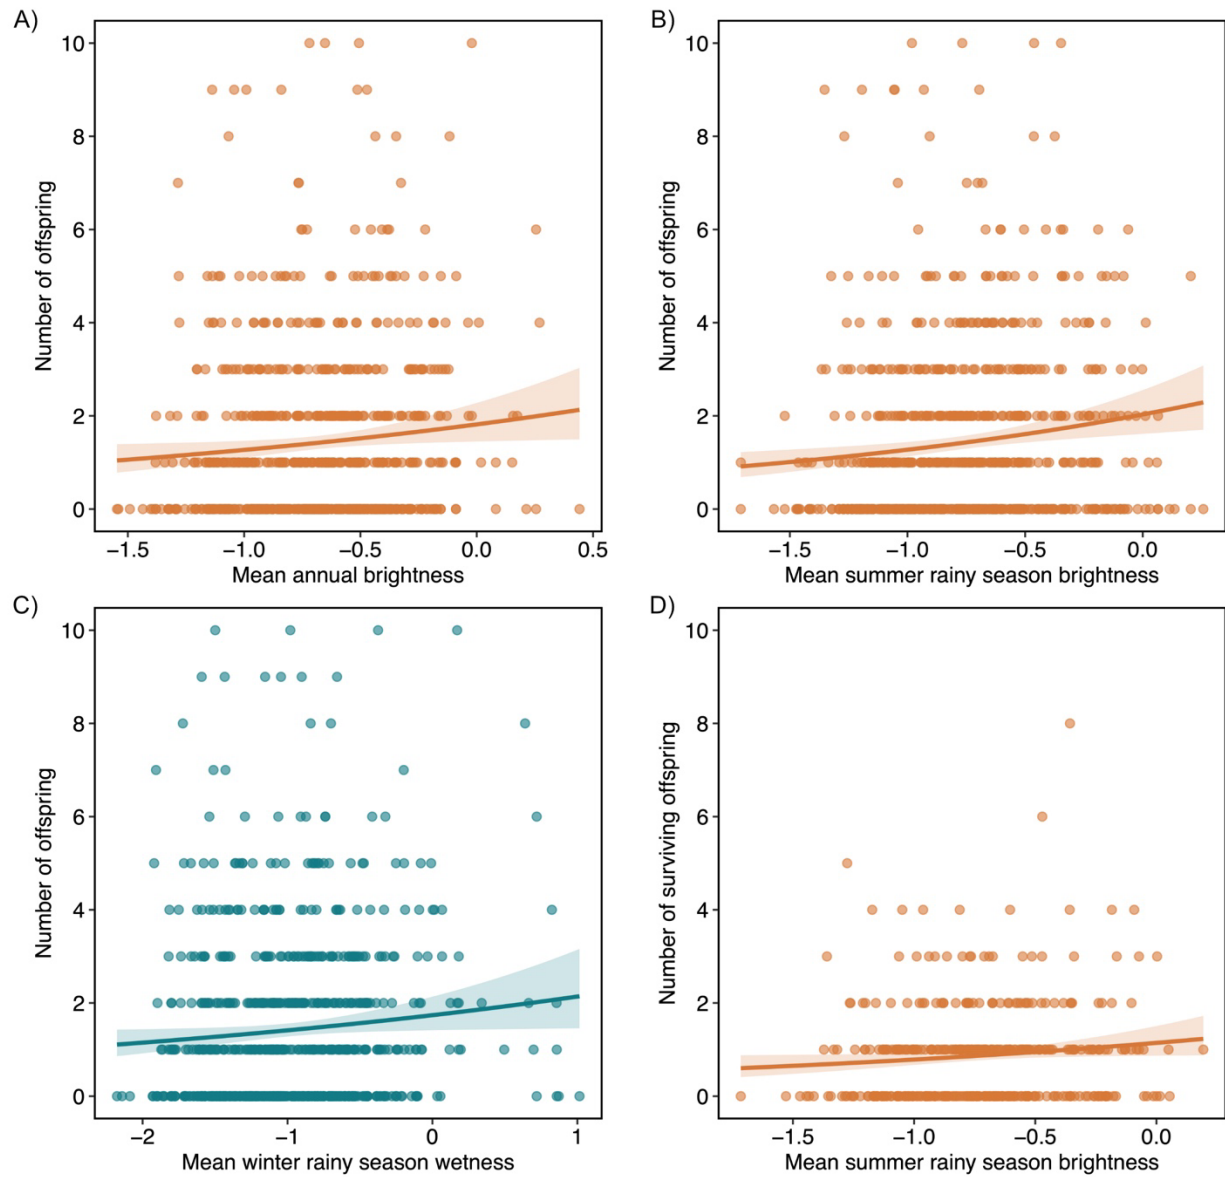 A)
Number of offspring
10
8
6
4
2
0
−1.5 −1.0 −0.5 0.0 0.5
Mean annual brightness
B)
Number of offspring
10
8
6
4
2
0
−1.5 −1.0 −0.5 0.0
Mean summer rainy season brightness
C)
Number of offspring
10
8
6
4
2
0
−2 −1 0 1
Mean winter rainy season wetness
D)
Number of surviving offspring
10
8
6
4
2
0
−1.5 −1.0 −0.5 0.0
Mean summer rainy season brightness